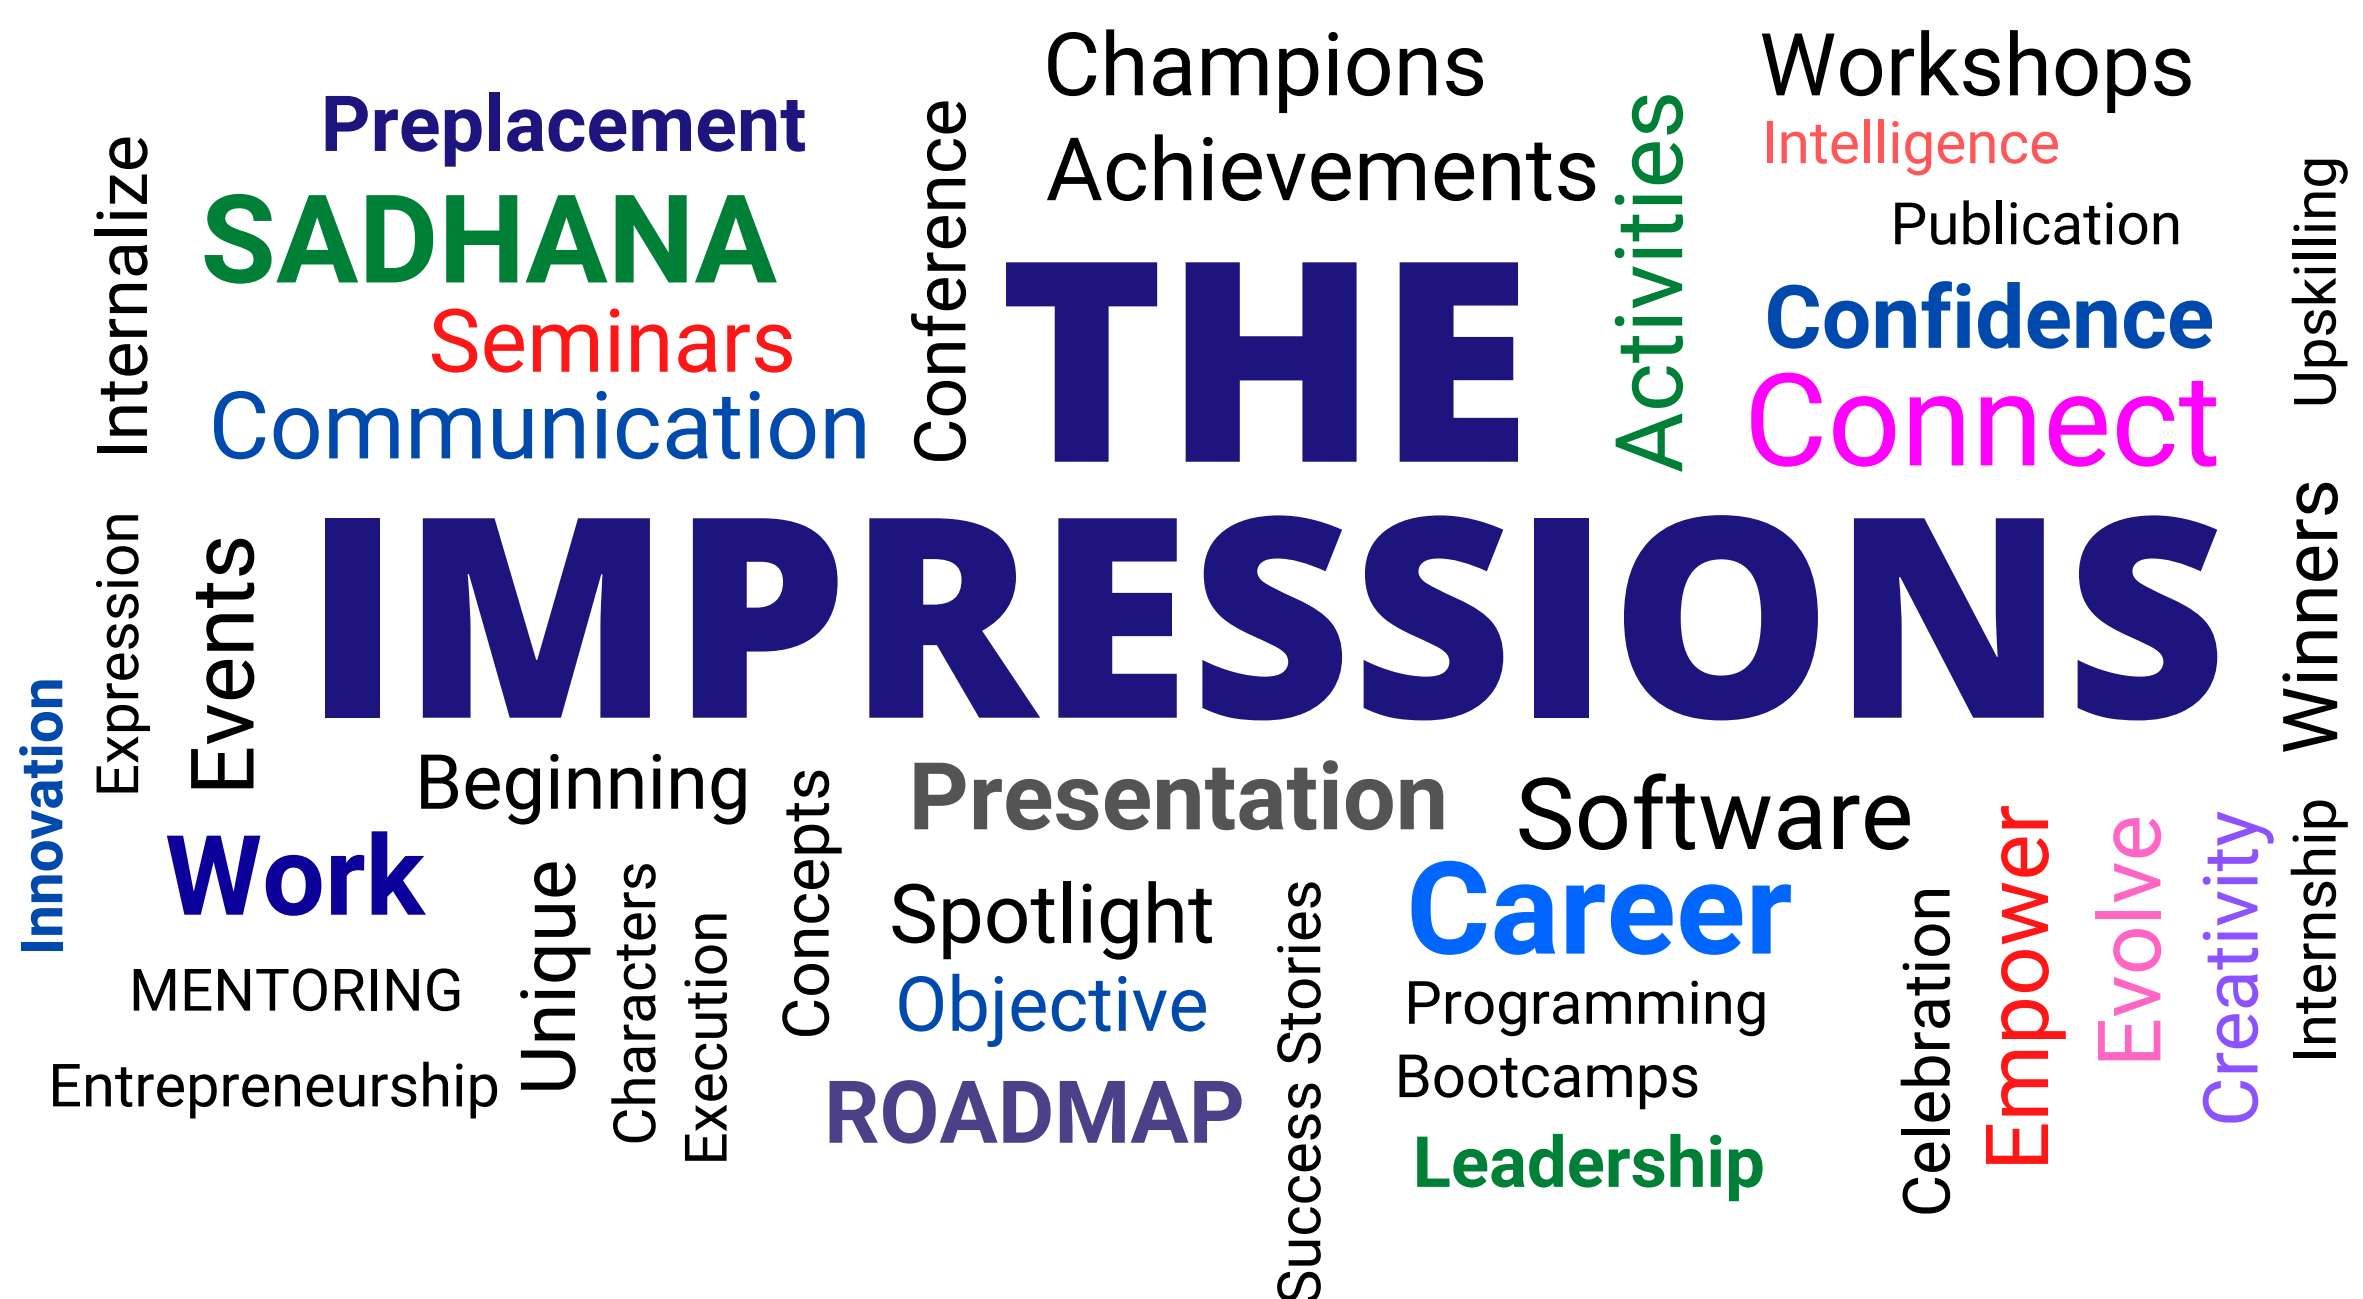 Champions
Workshops
Preplacement
Conference
Achievements
Activities
Intelligence
Internalize
SADHANA
Publication
Upskilling
Seminars
THE
Confidence
Communication
Connect
Expression
Events
IMPRESSIONS
Winners
Innovation
Beginning
Concepts
Presentation
Software
Work
Unique
Characters
Execution
Spotlight
Success Stories
Career
Celebration
Empower
Evolve
Creativity
Internship
MENTORING
Objective
Programming
Entrepreneurship
ROADMAP
Bootcamps
Leadership